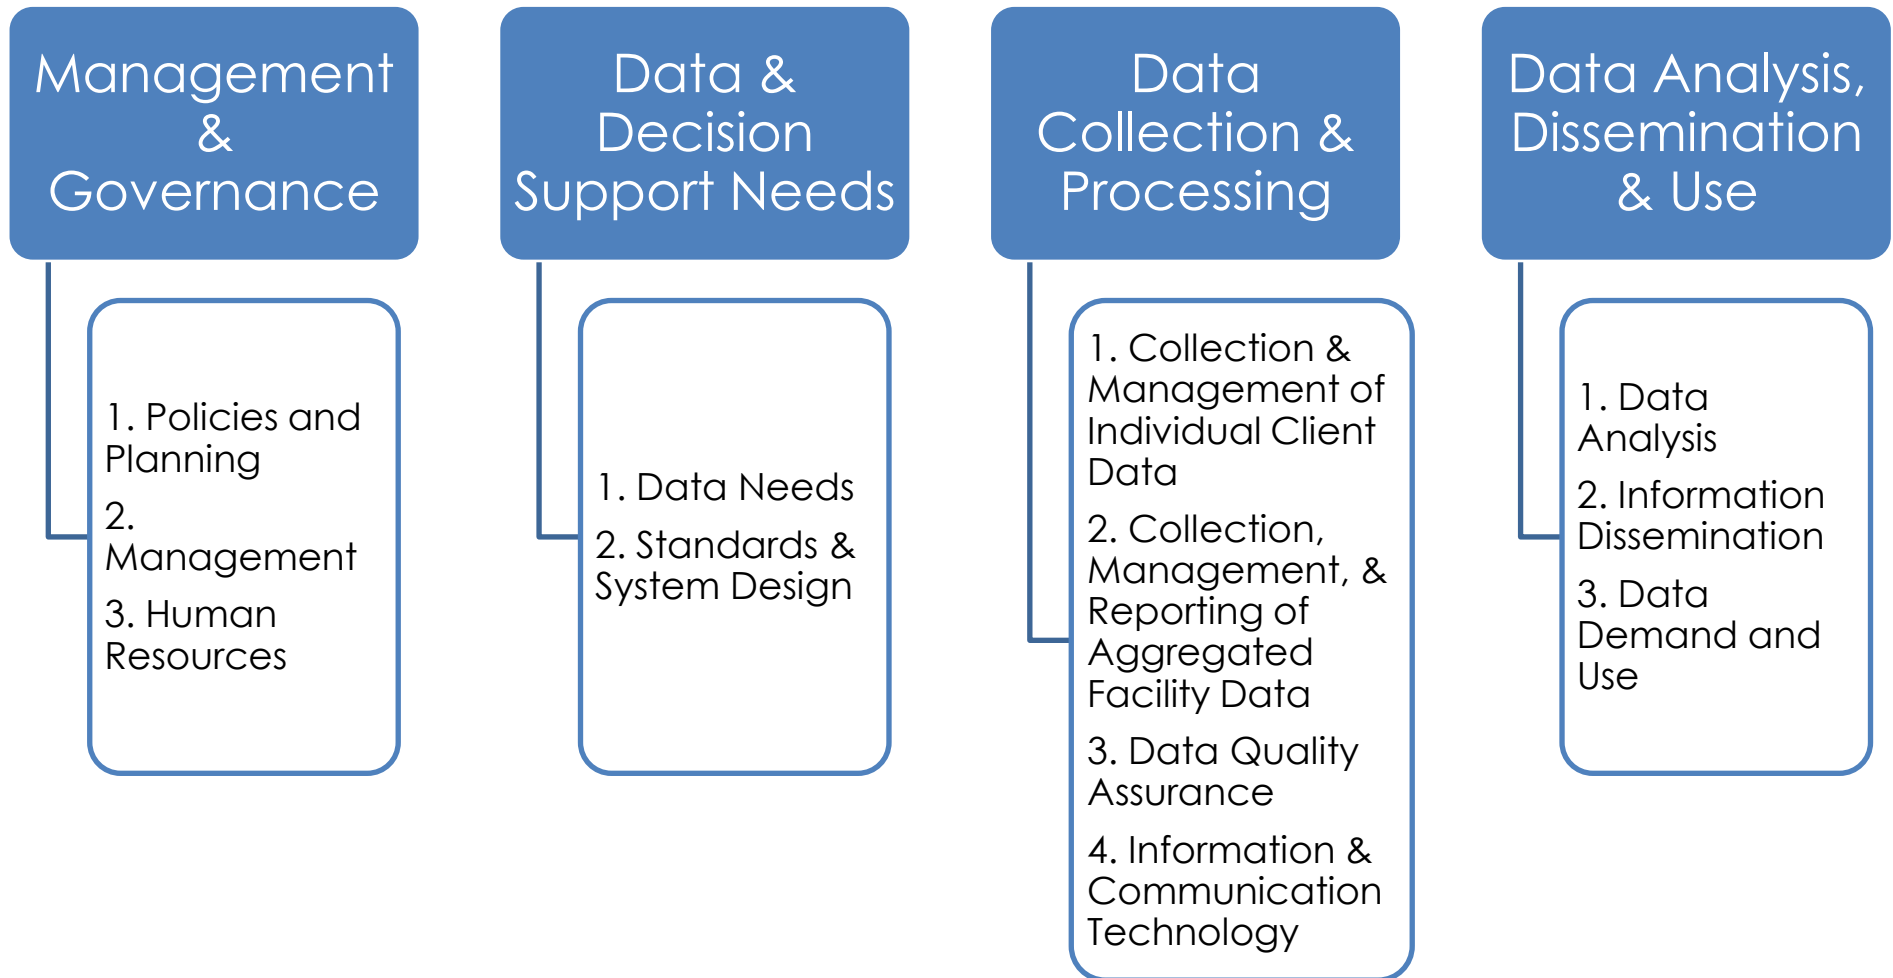 Management
&
Governance
1. Policies and
Planning
2.
Management
3. Human
Resources
Data &
Decision
Support Needs
1. Data Needs
2. Standards &
System Design
Data
Collection &
Processing
1. Collection &
Management of
Individual Client
Data
2. Collection,
Management, &
Reporting of
Aggregated
Facility Data
3. Data Quality
Assurance
4. Information &
Communication
Technology
Data Analysis,
Dissemination
& Use
1. Data
Analysis
2. Information
Dissemination
3. Data
Demand and
Use